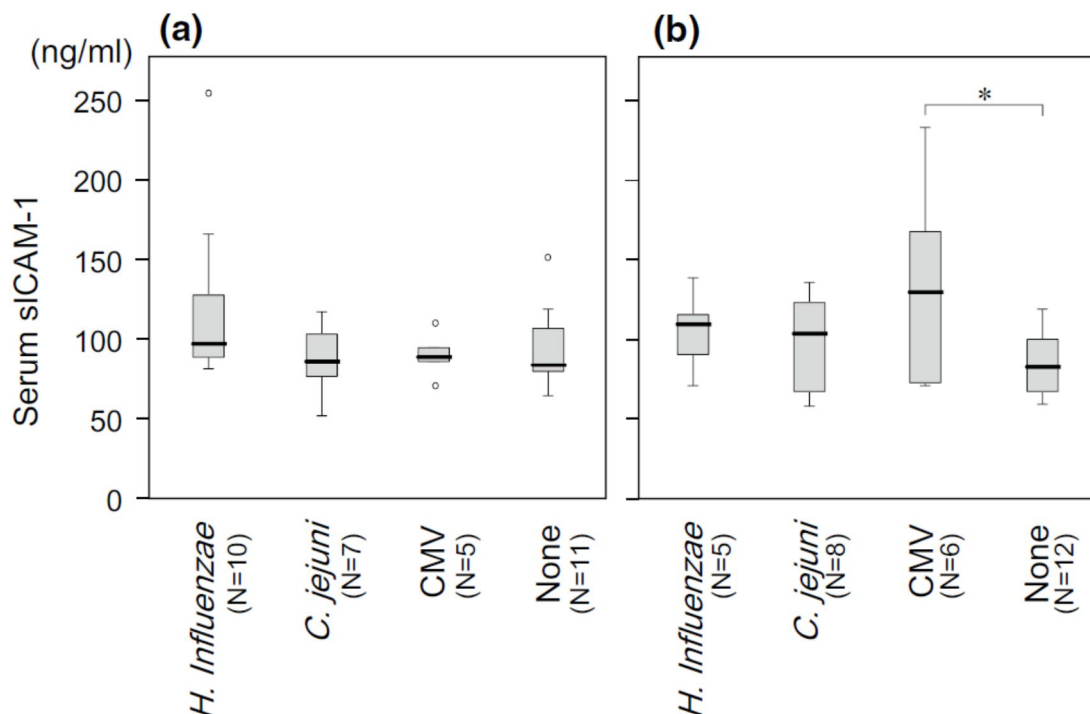 (a)
(b)
(ng/ml)
Serum sICAM-1
250
200
150
100
50
0
*
H. Influenzae
(N=10)
C. jejuni
(N=7)
CMV
(N=5)
None
(N=11)
H. Influenzae
(N=5)
C. jejuni
(N=8)
CMV
(N=6)
None
(N=12)